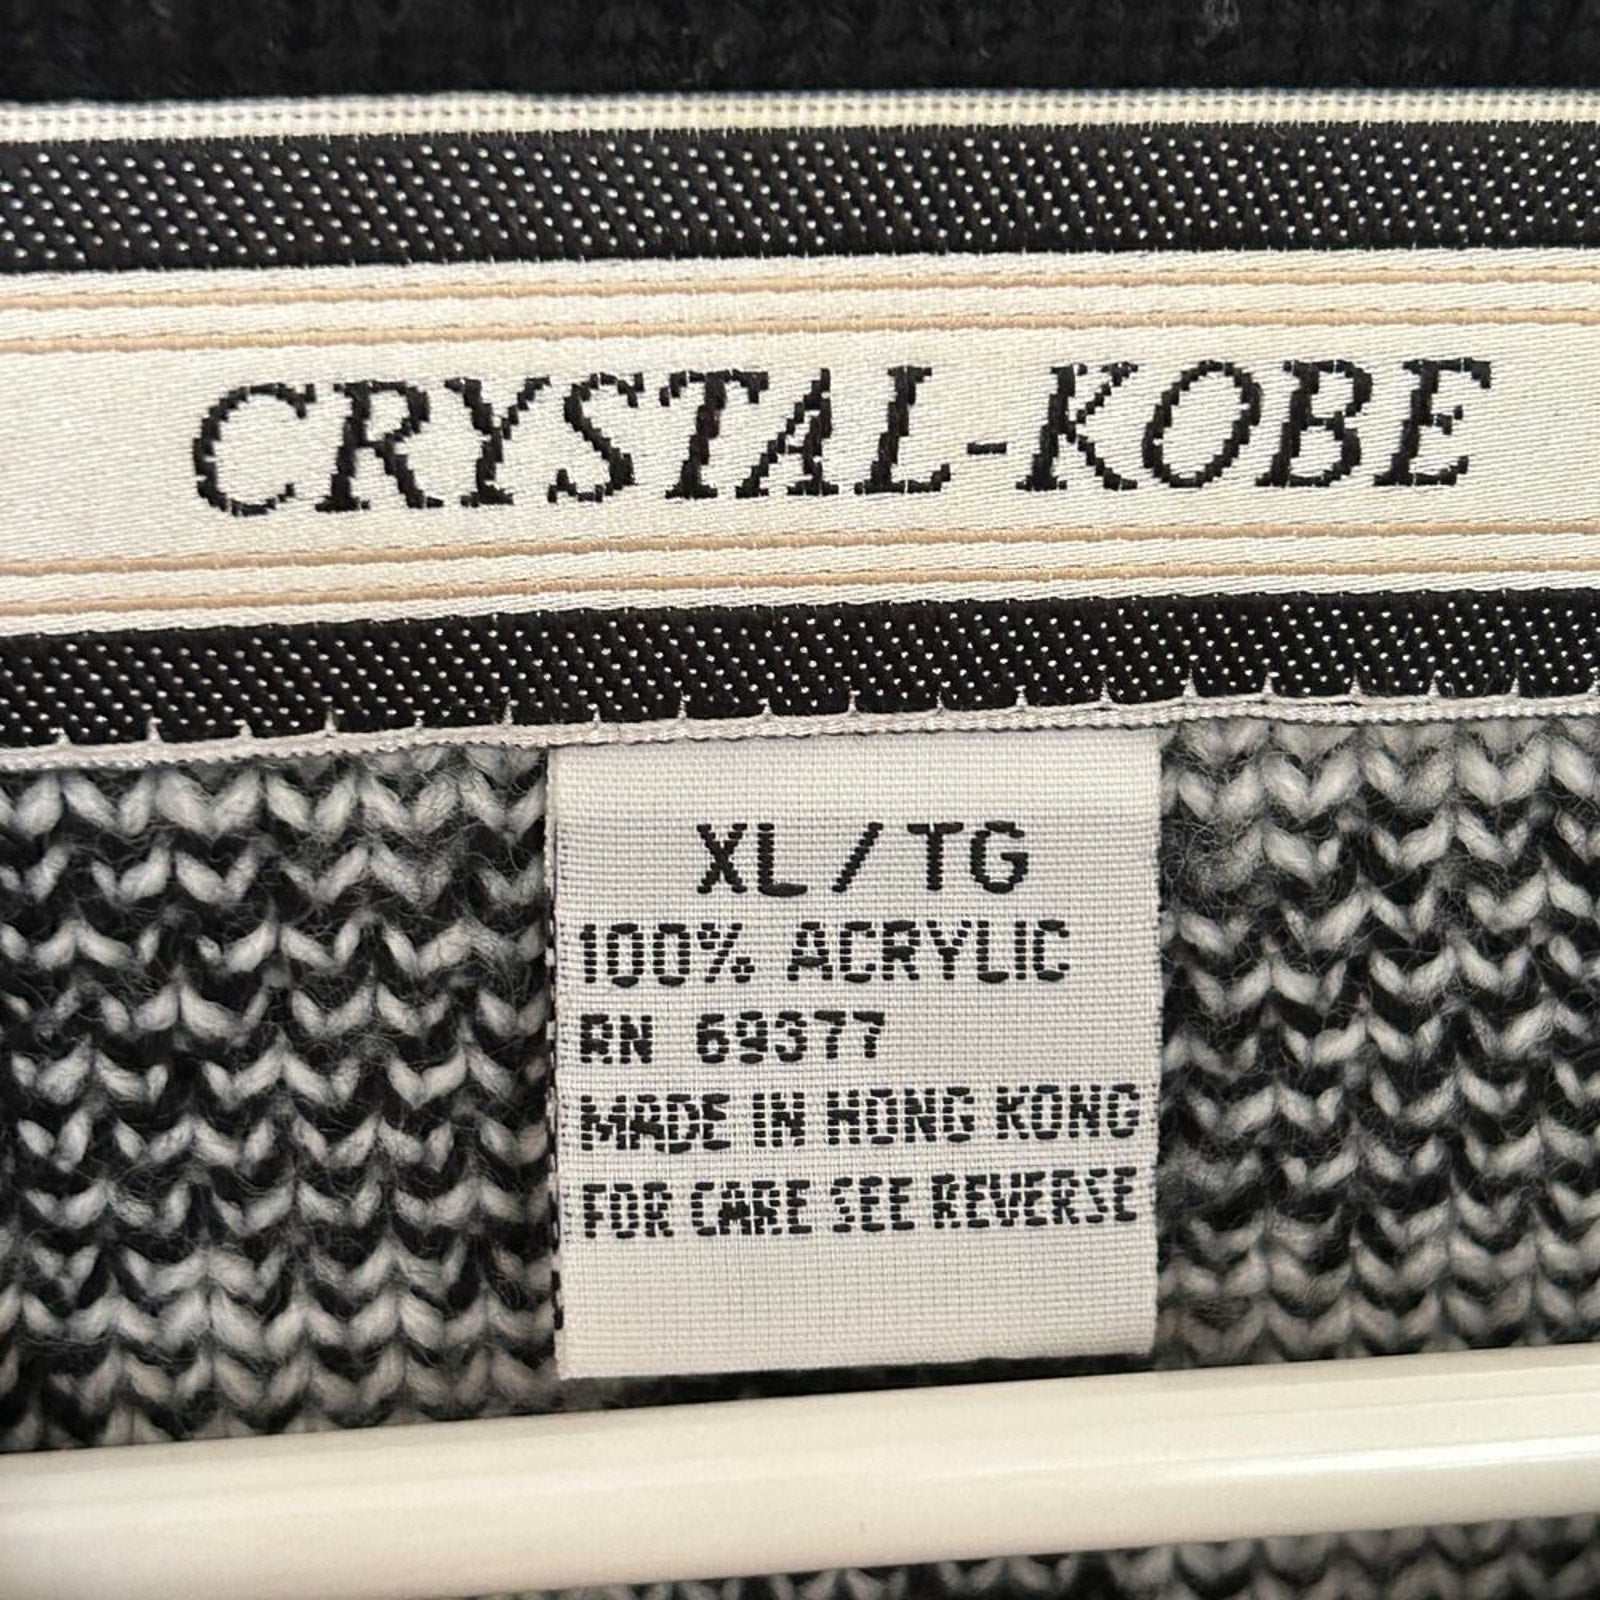 CRYSTAL-KOBE
XL / TG
100% ACRYLIC
RN 69377
MADE IN HONG KONG
FOR CARE SEE REVERSE